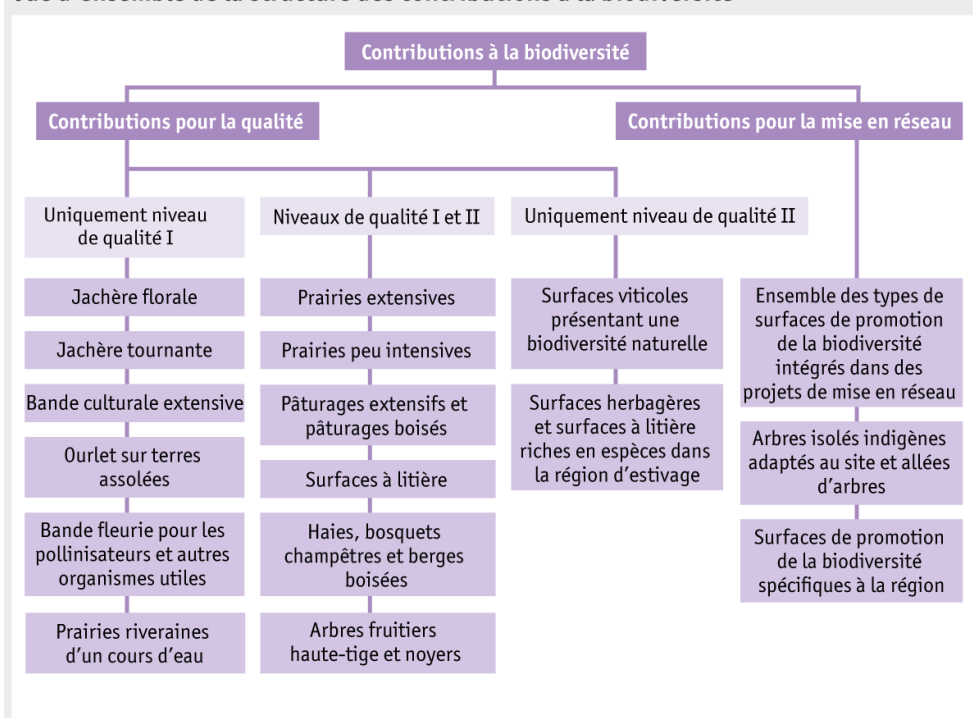 Contributions à la biodiversité
Contributions pour la qualité
Contributions pour la mise en réseau
Uniquement niveau
de qualité I
Niveaux de qualité I et II
Uniquement niveau de qualité II
Jachère florale
Jachère tournante
Bande culturale extensive
Ourlet sur terres
assolées
Bande fleurie pour les
pollinisateurs et autres
organismes utiles
Prairies riveraines
d'un cours d'eau
Prairies extensives
Prairies peu intensives
Pâturages extensifs et
pâturages boisés
Surfaces à litière
Haies, bosquets
champêtres et berges
boisées
Arbres fruitiers
haute-tige et noyers
Surfaces viticoles
présentant une
biodiversité naturelle
Surfaces herbagères
et surfaces à litière
riches en espèces dans
la région d'estivage
Ensemble des types de
surfaces de promotion
de la biodiversité
intégrés dans des
projets de mise en réseau
Arbres isolés indigènes
adaptés au site et allées
d'arbres
Surfaces de promotion
de la biodiversité
spécifiques à la région